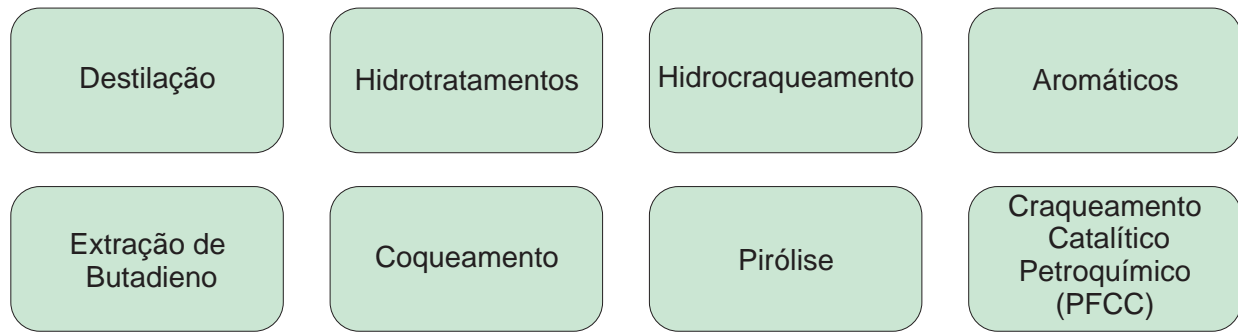 Destilação
Hidrotratamentos
Hidrocraqueamento
Aromáticos
Extração de
Butadieno
Coqueamento
Pirólise
Craqueamento
Catalítico
Petroquímico
(PFCC)